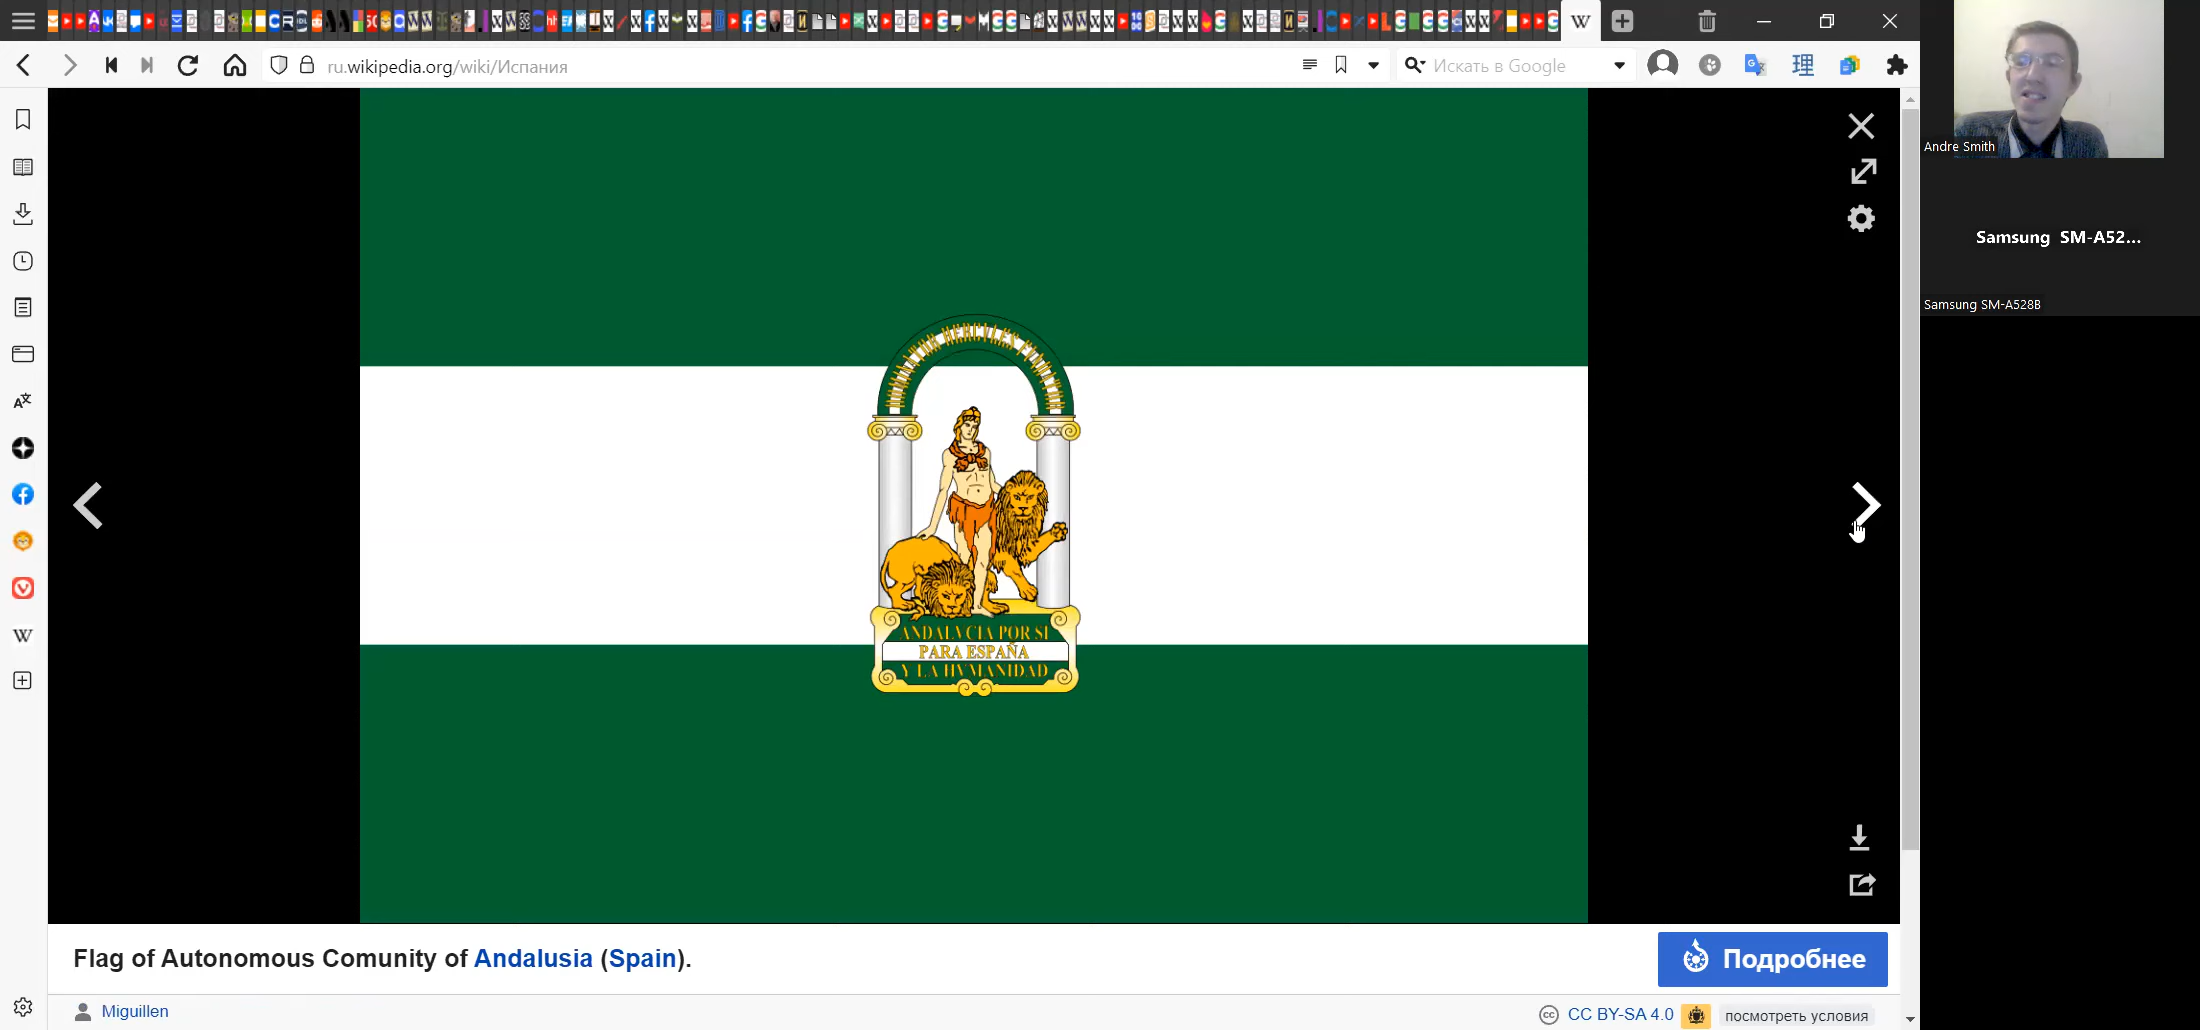 ru.wikipedia.org/wiki/Испания
Искать в Google
Andre Smith
Samsung SM-A52...
Samsung SM-A528B
HERCVLES
ANDALVCIA POR SI
PARA ESPAÑA
Y LA HVMANIDAD
Flag of Autonomous Comunity of Andalusia (Spain).
Подробнее
Miguillen
CC BY-SA 4.0
посмотреть условия